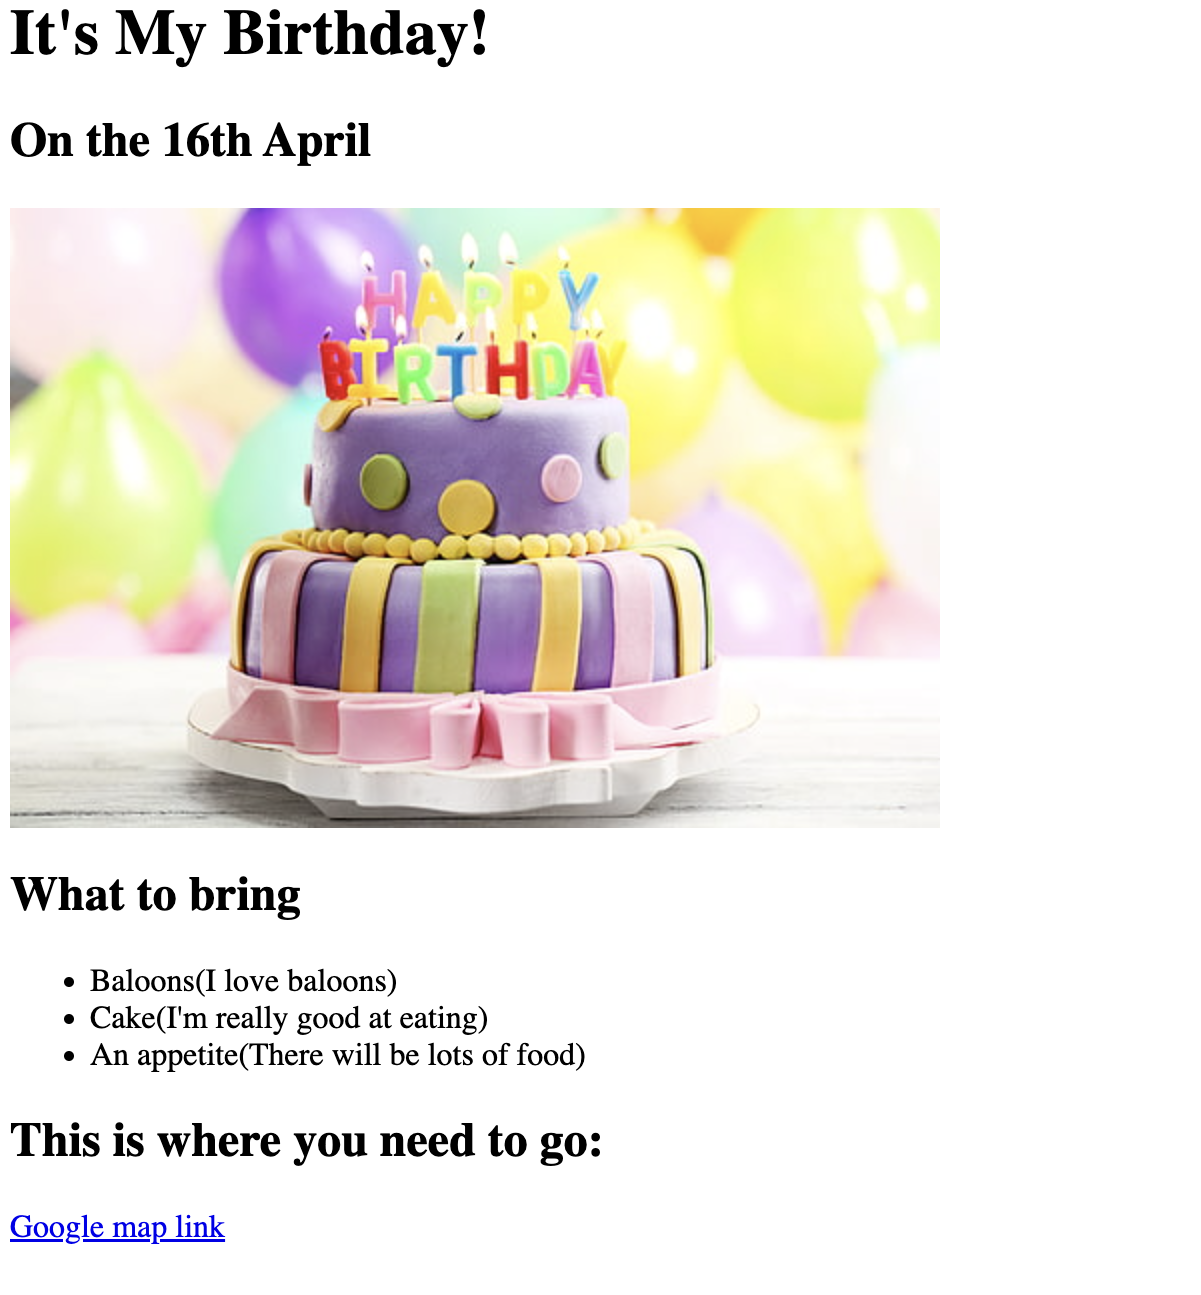 It's My Birthday!
On the 16th April
HAPPY
BIRTHDAY
What to bring
Baloons(I love baloons)
Cake(I'm really good at eating)
An appetite(There will be lots of food)
This is where you need to go:
Google map link